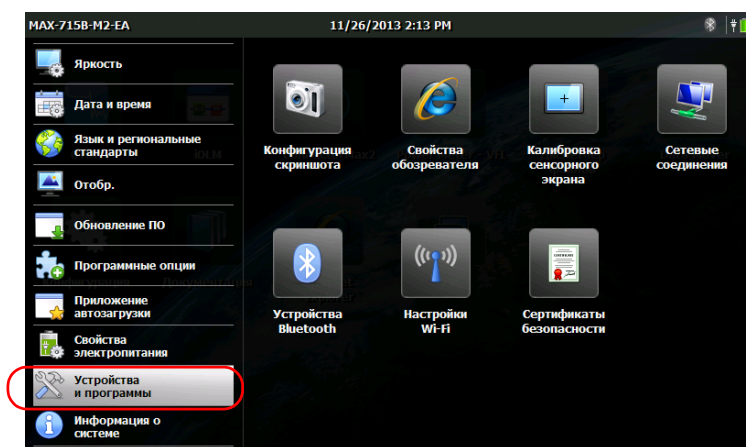 MAX-715B-M2-EA
11/26/2013 2:13 PM
Яркость
Дата и время
Язык и региональные
стандарты
Отобр.
Обновление ПО
Программные опции
Приложение
автозагрузки
Свойства
электропитания
Устройства
и программы
Информация о
системе
Конфигурация
скриншота
Свойства
обозревателя
Калибровка
сенсорного
экрана
Сетевые
соединения
Устройства
Bluetooth
Настройки
Wi-Fi
Сертификаты
безопасности